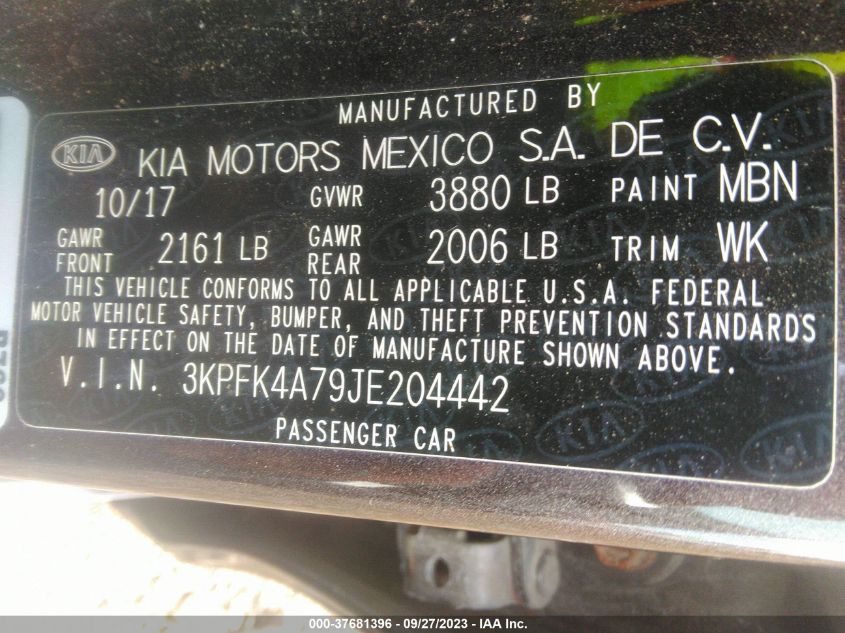 MANUFACTURED BY
KIA KIA MOTORS MEXICO S.A. DE C.V.
10/17 GVWR 3880 LB PAINT MBN
GAWR FRONT 2161 LB GAWR REAR 2006 LB TRIM WK
THIS VEHICLE CONFORMS TO ALL APPLICABLE U.S.A. FEDERAL
MOTOR VEHICLE SAFETY, BUMPER, AND THEFT PREVENTION STANDARDS
IN EFFECT ON THE DATE OF MANUFACTURE SHOWN ABOVE.
V.I.N. 3KPFK4A79JE204442
PASSENGER CAR
000-37681396 - 09/27/2023 - IAA Inc.